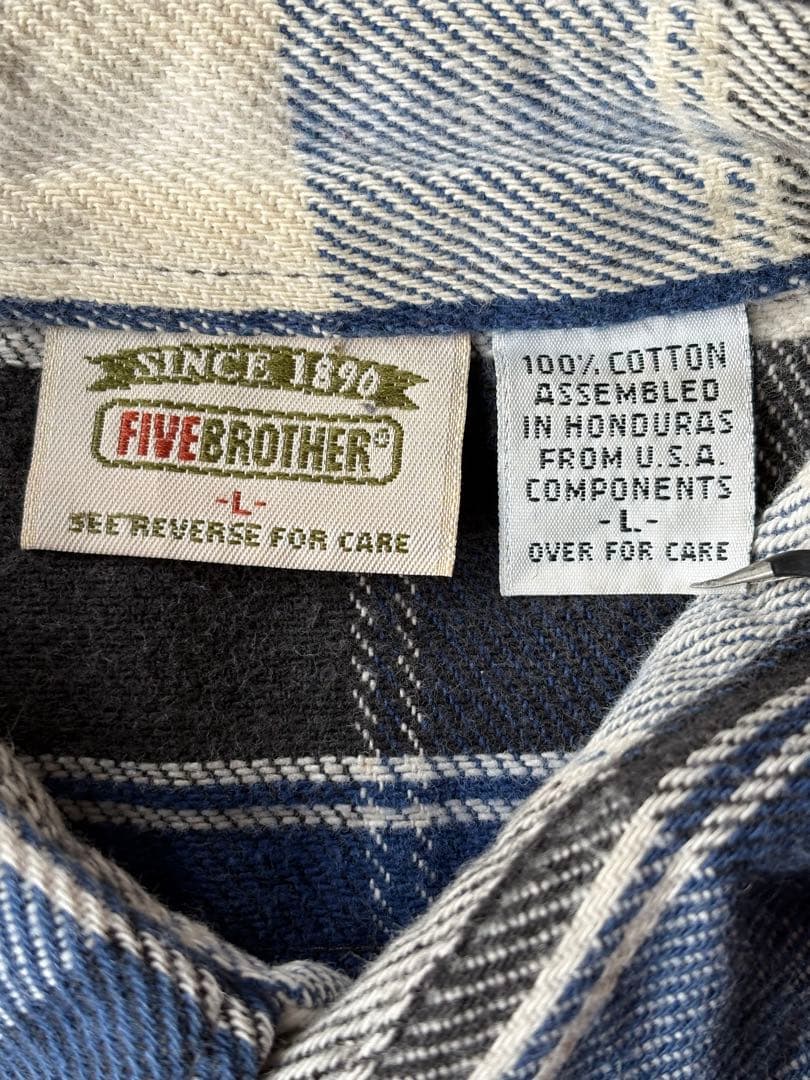 SINCE 1890
FIVEBROTHER®
-L-
SEE REVERSE FOR CARE
100% COTTON
ASSEMBLED
IN HONDURAS
FROM U.S.A.
COMPONENTS
-L-
OVER FOR CARE